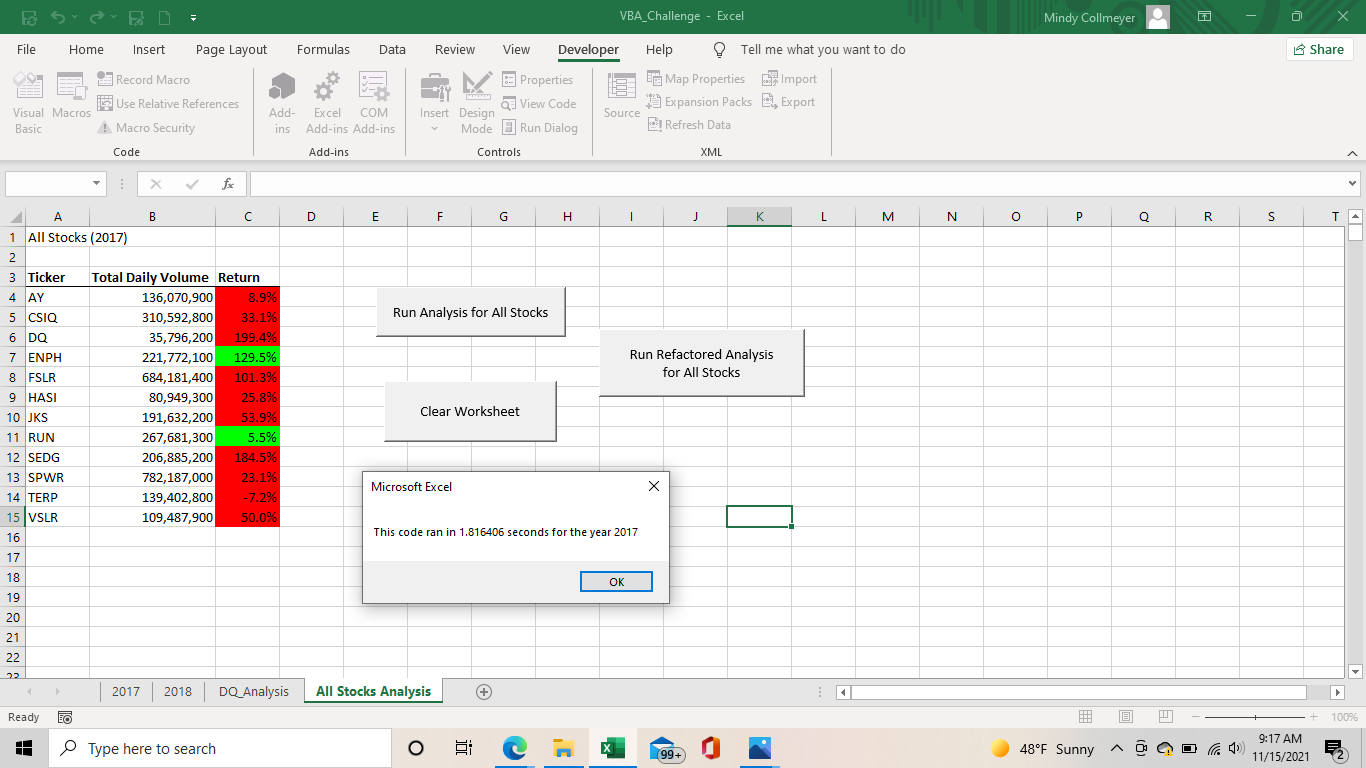 VBA_Challenge - Excel
Mindy Collmeyer
File Home Insert Page Layout Formulas Data Review View Developer Help Tell me what you want to do Share
Visual Basic
Macros
Record Macro
Use Relative References
Macro Security
Code
Add-ins
Excel Add-ins
COM Add-ins
Add-ins
Insert
Design Mode
Properties
View Code
Run Dialog
Controls
Source
Map Properties
Expansion Packs
Refresh Data
Import
Export
XML
fx
A B C D E F G H I J K L M N O P Q R S T
1 All Stocks (2017)
2
3 Ticker Total Daily Volume Return
4 AY 136,070,900 8.9%
5 CSIQ 310,592,800 33.1%
6 DQ 35,796,200 199.4%
7 ENPH 221,772,100 129.5%
8 FSLR 684,181,400 101.3%
9 HASI 80,949,300 25.8%
10 JKS 191,632,200 53.9%
11 RUN 267,681,300 5.5%
12 SEDG 206,885,200 184.5%
13 SPWR 782,187,000 23.1%
14 TERP 139,402,800 -7.2%
15 VSLR 109,487,900 50.0%
16
17
18
19
20
21
22
23
Run Analysis for All Stocks
Run Refactored Analysis
for All Stocks
Clear Worksheet
Microsoft Excel
This code ran in 1.816406 seconds for the year 2017
OK
2017 2018 DQ_Analysis All Stocks Analysis
Ready
100%
Type here to search
99+
48°F Sunny
9:17 AM
11/15/2021
2